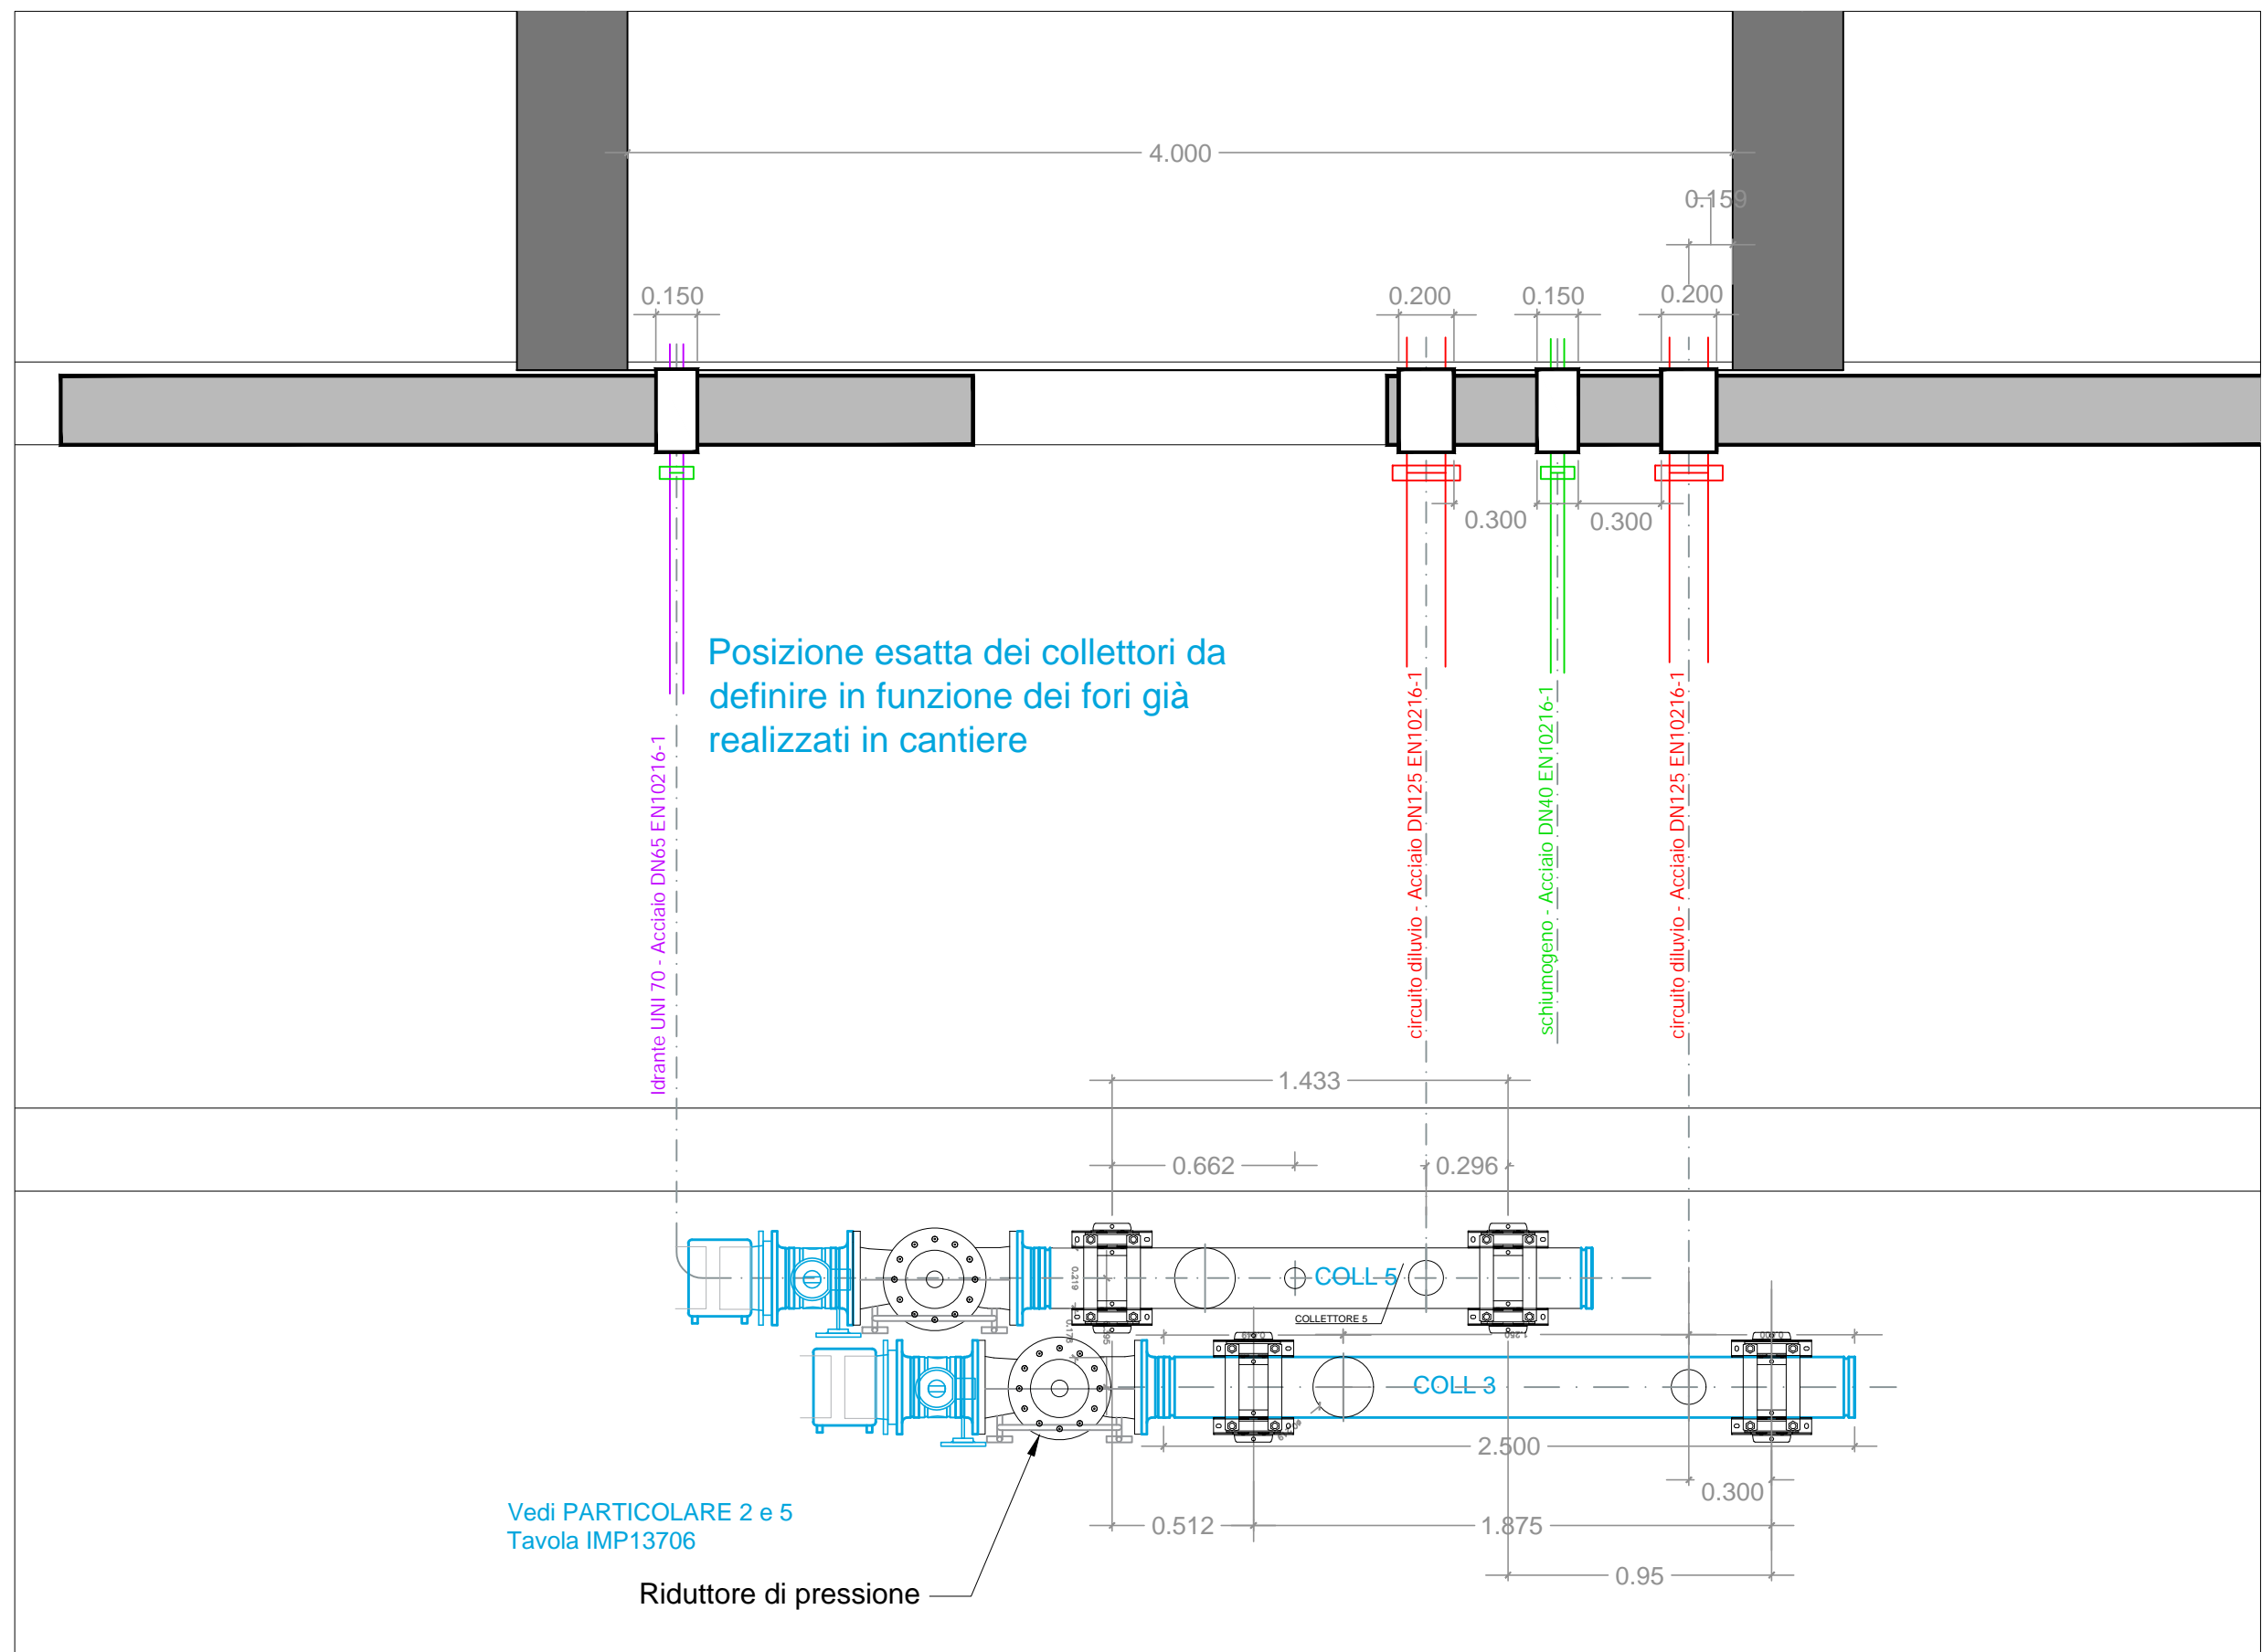 4.000
0.159
0.150
0.200
0.150
0.200
0.300
0.300
Posizione esatta dei collettori da
definire in funzione dei fori già
realizzati in cantiere
Idrante UNI 70 - Acciaio DN65 EN10216-1
circuito diluvio - Acciaio DN125 EN10216-1
schiumogeno - Acciaio DN40 EN10216-1
circuito diluvio - Acciaio DN125 EN10216-1
1.433
0.662
0.296
0.219
COLL 5
COLLETTORE 5
COLL 3
2.500
0.300
0.512
1.875
0.95
Vedi PARTICOLARE 2 e 5
Tavola IMP13706
Riduttore di pressione